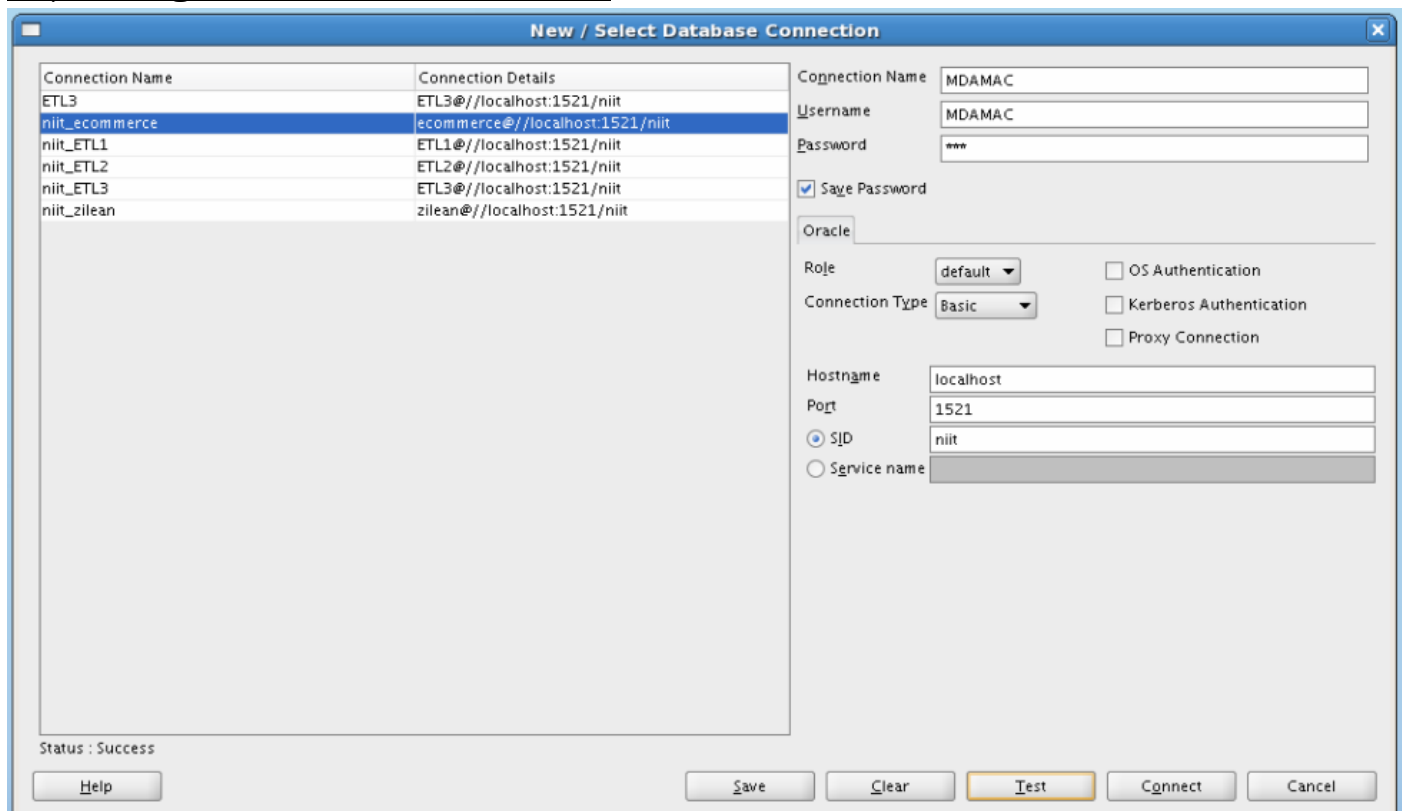 New / Select Database Connection
Connection Name Connection Details
ETL3 ETL3@//localhost:1521/niit
niit_ecommerce ecommerce@//localhost:1521/niit
niit_ETL1 ETL1@//localhost:1521/niit
niit_ETL2 ETL2@//localhost:1521/niit
niit_ETL3 ETL3@//localhost:1521/niit
niit_zilean zilean@//localhost:1521/niit
Connection Name MDAMAC
Username MDAMAC
Password ***
Save Password
Oracle
Role default OS Authentication
Connection Type Basic Kerberos Authentication
Proxy Connection
Hostname localhost
Port 1521
SID niit
Service name
Status : Success
Help Save Clear Test Connect Cancel